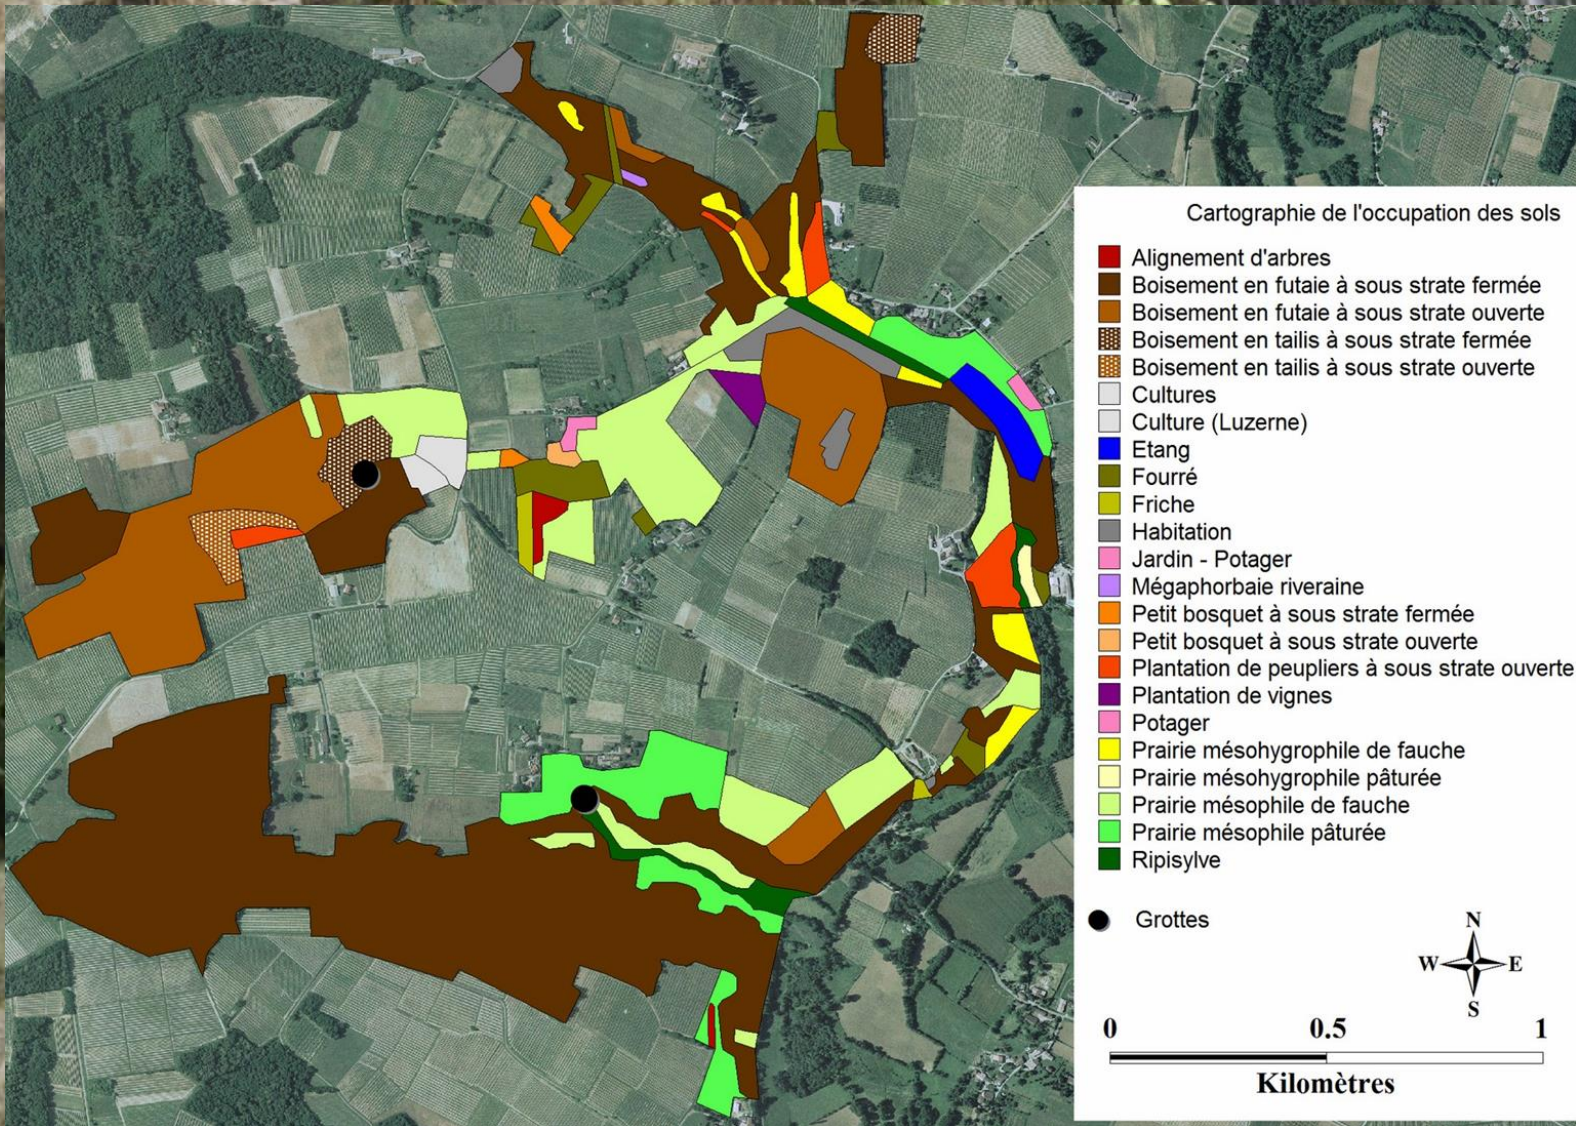 Cartographie de l'occupation des sols
Alignement d'arbres
Boisement en futaie à sous strate fermée
Boisement en futaie à sous strate ouverte
Boisement en tailis à sous strate fermée
Boisement en tailis à sous strate ouverte
Cultures
Culture (Luzerne)
Etang
Fourré
Friche
Habitation
Jardin - Potager
Mégaphorbaie riveraine
Petit bosquet à sous strate fermée
Petit bosquet à sous strate ouverte
Plantation de peupliers à sous strate ouverte
Plantation de vignes
Potager
Prairie mésohygrophile de fauche
Prairie mésohygrophile pâturée
Prairie mésophile de fauche
Prairie mésophile pâturée
Ripisylve
Grottes
N
W E
S
0 0.5 1
Kilomètres